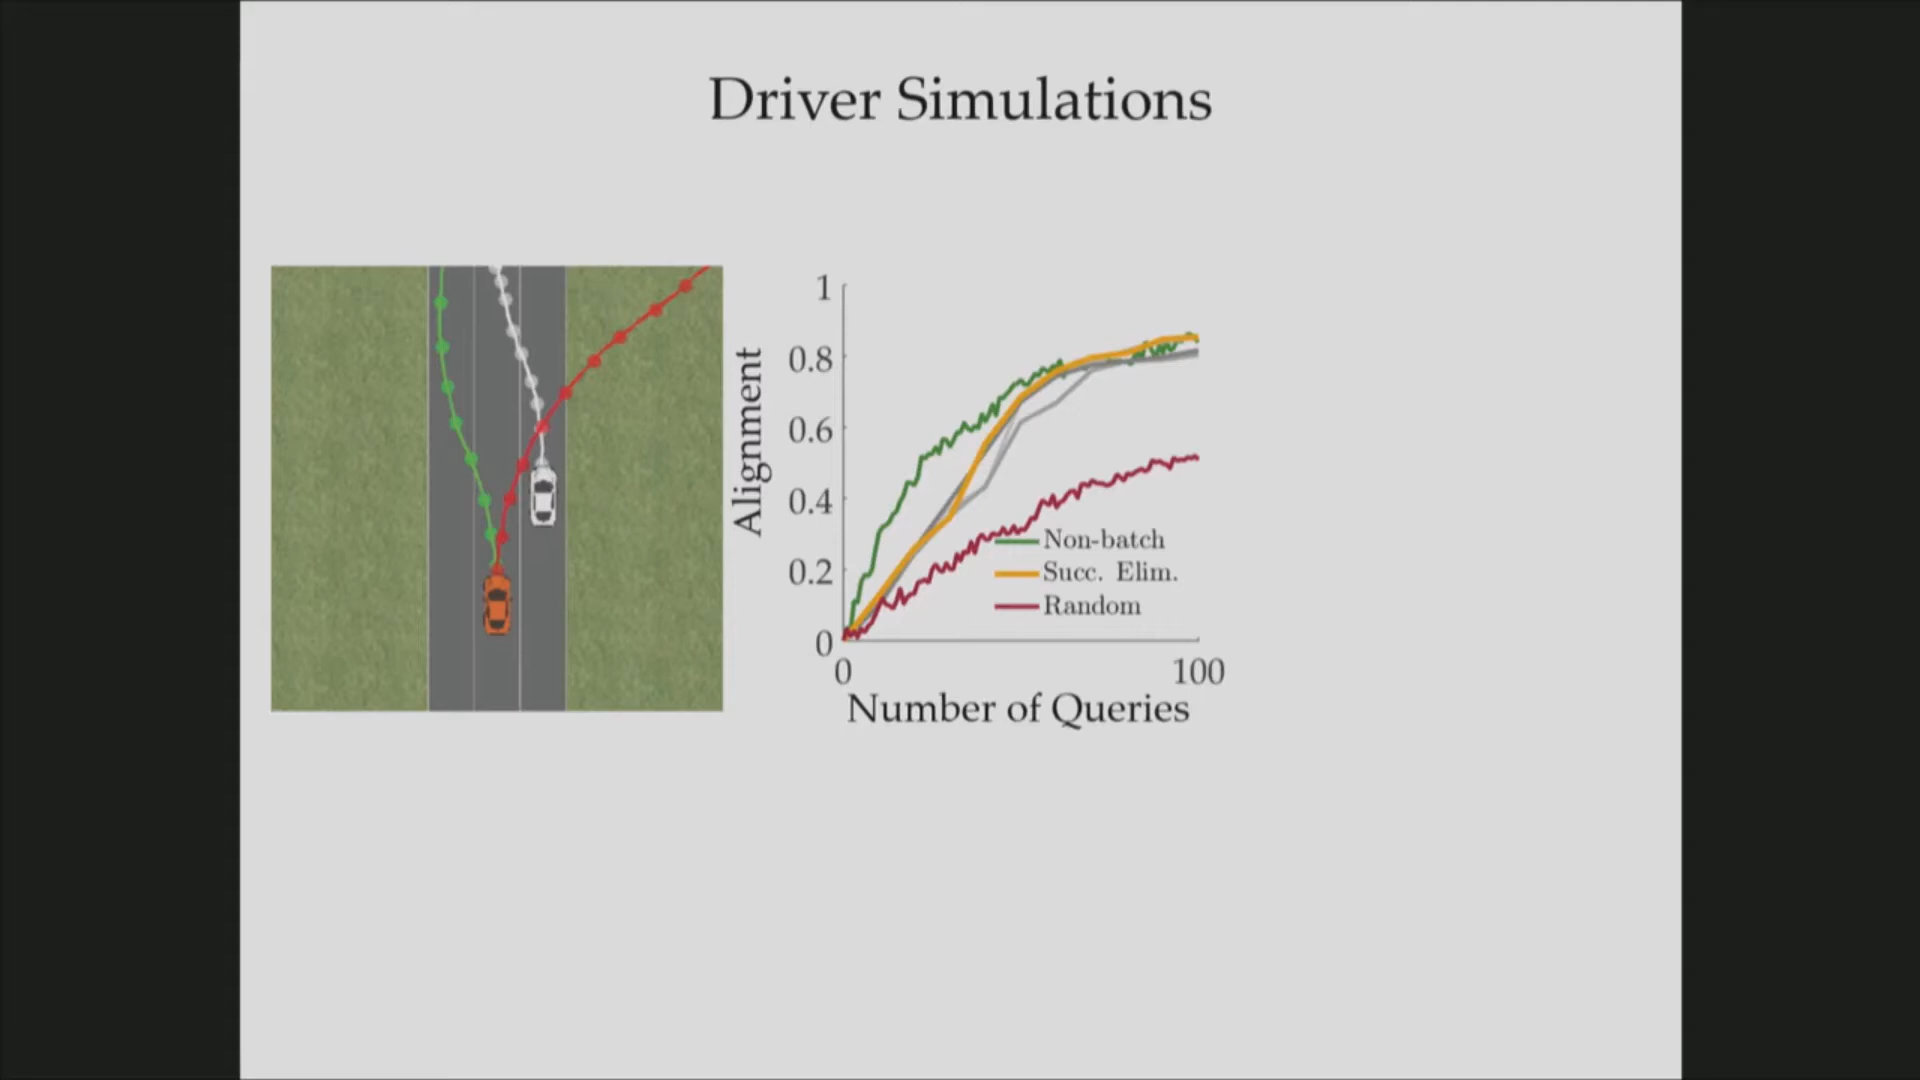 Driver Simulations
Alignment
1
0.8
0.6
0.4
0.2
0
0
100
Number of Queries
Non-batch
Succ. Elim.
Random